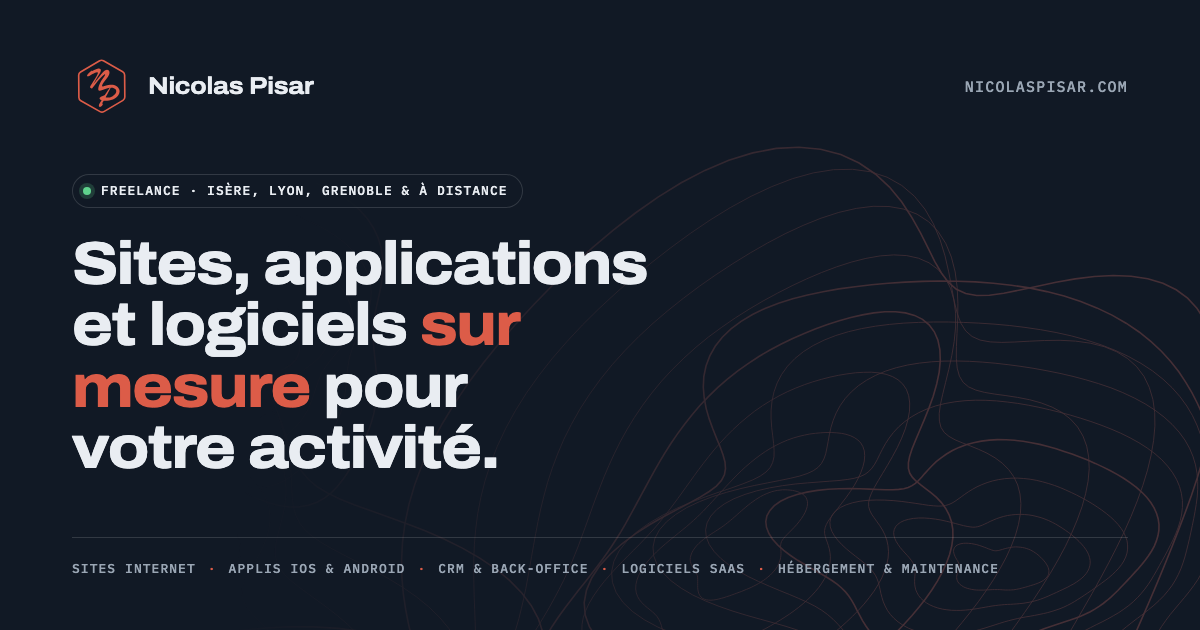 NP
Nicolas Pisar
NICOLASPISAR.COM
FREELANCE · ISÈRE, LYON, GRENOBLE & À DISTANCE
Sites, applications
et logiciels sur
mesure pour
votre activité.
SITES INTERNET · APPLIS IOS & ANDROID · CRM & BACK-OFFICE · LOGICIELS SAAS · HÉBERGEMENT & MAINTENANCE